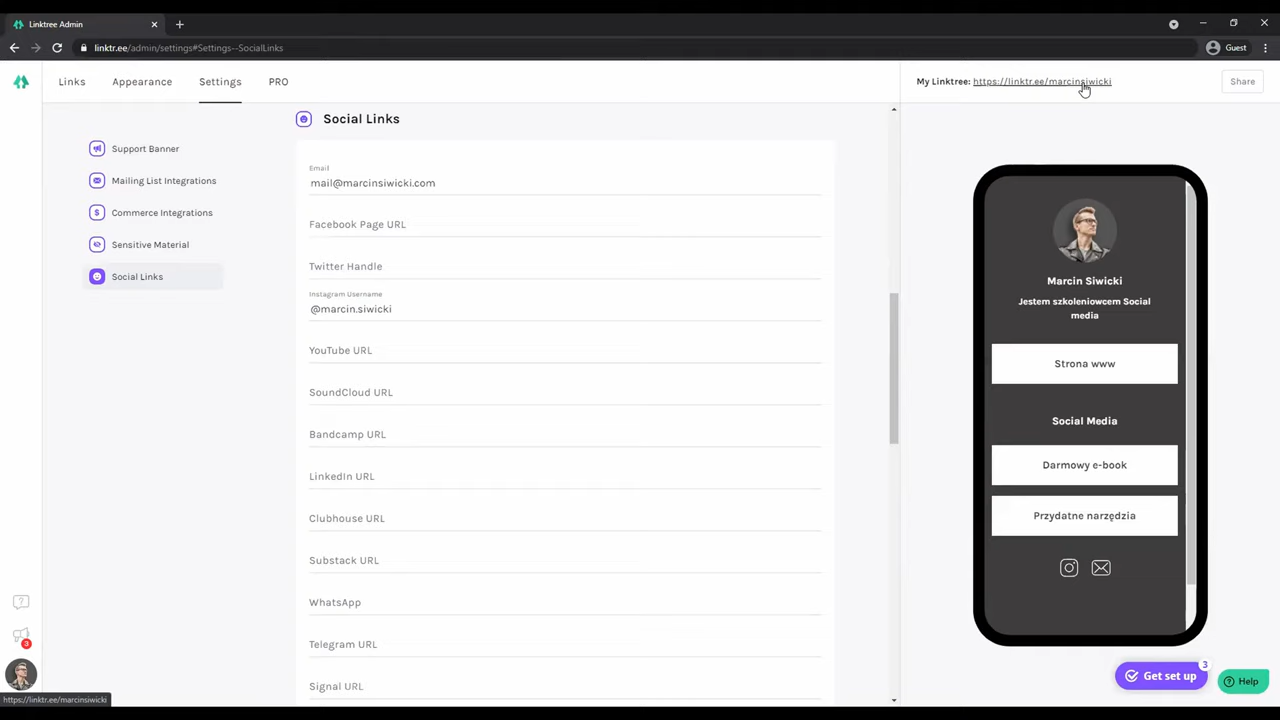 Linktree Admin
linktr.ee/admin/settings#Settings--SocialLinks
Guest
Links
Appearance
Settings
PRO
My Linktree: https://linktr.ee/marcinsiwicki
Share
Support Banner
Mailing List Integrations
$
Commerce Integrations
Sensitive Material
Social Links
Social Links
Email
mail@marcinsiwicki.com
Facebook Page URL
Twitter Handle
Instagram Username
@marcin.siwicki
YouTube URL
SoundCloud URL
Bandcamp URL
LinkedIn URL
Clubhouse URL
Substack URL
WhatsApp
Telegram URL
Signal URL
Marcin Siwicki
Jestem szkoleniowcem Social
media
Strona www
Social Media
Darmowy e-book
Przydatne narzędzia
?
3
https://linktr.ee/marcinsiwicki
Get set up
3
? Help